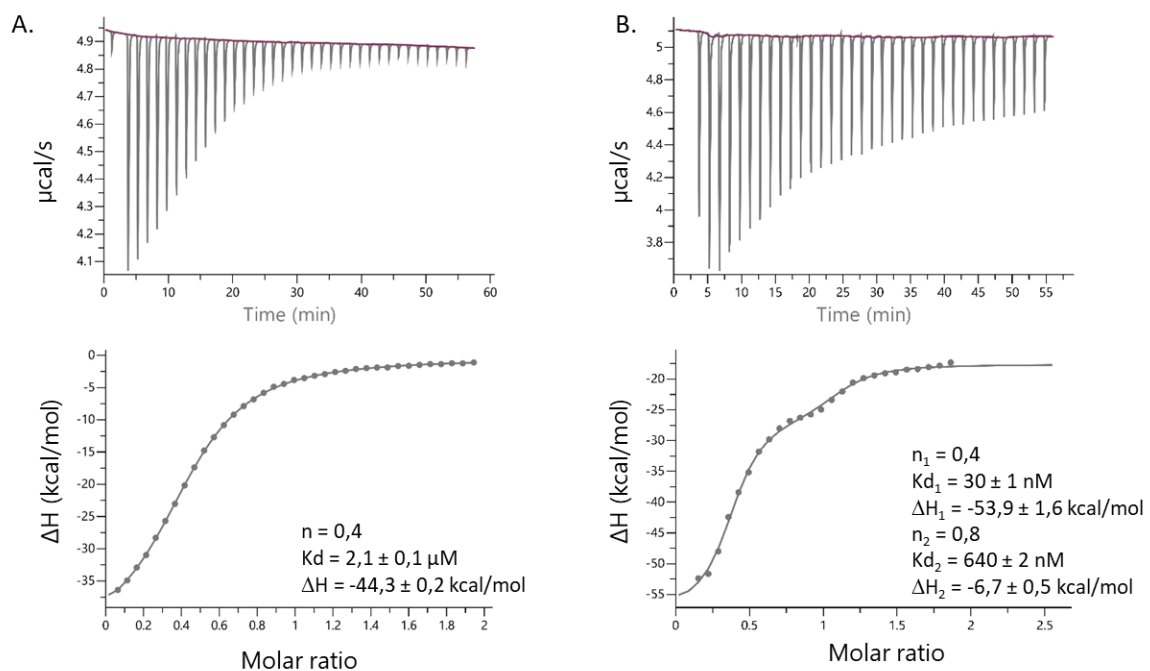 A.
µcal/s
4.9
4.8
4.7
4.6
4.5
4.4
4.3
4.2
4.1
0 10 20 30 40 50 60
Time (min)
ΔH (kcal/mol)
0
-5
-10
-15
-20
-25
-30
-35
n = 0,4
Kd = 2,1 ± 0,1 µM
ΔH = -44,3 ± 0,2 kcal/mol
0 0.2 0.4 0.6 0.8 1 1.2 1.4 1.6 1.8 2
Molar ratio
B.
µcal/s
5
4.8
4.6
4.4
4.2
4
3.8
0 5 10 15 20 25 30 35 40 45 50 55
Time (min)
ΔH (kcal/mol)
-20
-25
-30
-35
-40
-45
-50
-55
n1 = 0,4
Kd1 = 30 ± 1 nM
ΔH1 = -53,9 ± 1,6 kcal/mol
n2 = 0,8
Kd2 = 640 ± 2 nM
ΔH2 = -6,7 ± 0,5 kcal/mol
0 0.5 1 1.5 2 2.5
Molar ratio